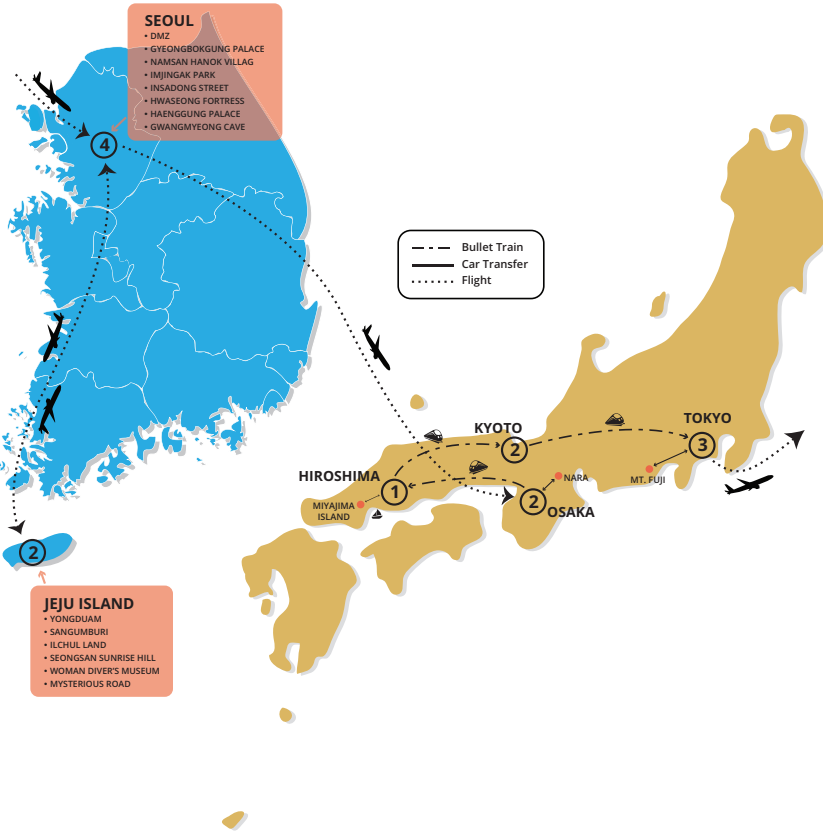 SEOUL
• DMZ
• GYEONGBOKGUNG PALACE
• NAMSAN HANOK VILLAG
• IMJINGAK PARK
• INSADONG STREET
• HWASEONG FORTRESS
• HAENGGUNG PALACE
• GWANGMYEONG CAVE
4
Bullet Train
Car Transfer
Flight
KYOTO
2
TOKYO
3
HIROSHIMA
1
NARA
MT. FUJI
MIYAJIMA
ISLAND
2
OSAKA
2
JEJU ISLAND
• YONGDUAM
• SANGUMBURI
• ILCHUL LAND
• SEONGSAN SUNRISE HILL
• WOMAN DIVER'S MUSEUM
• MYSTERIOUS ROAD